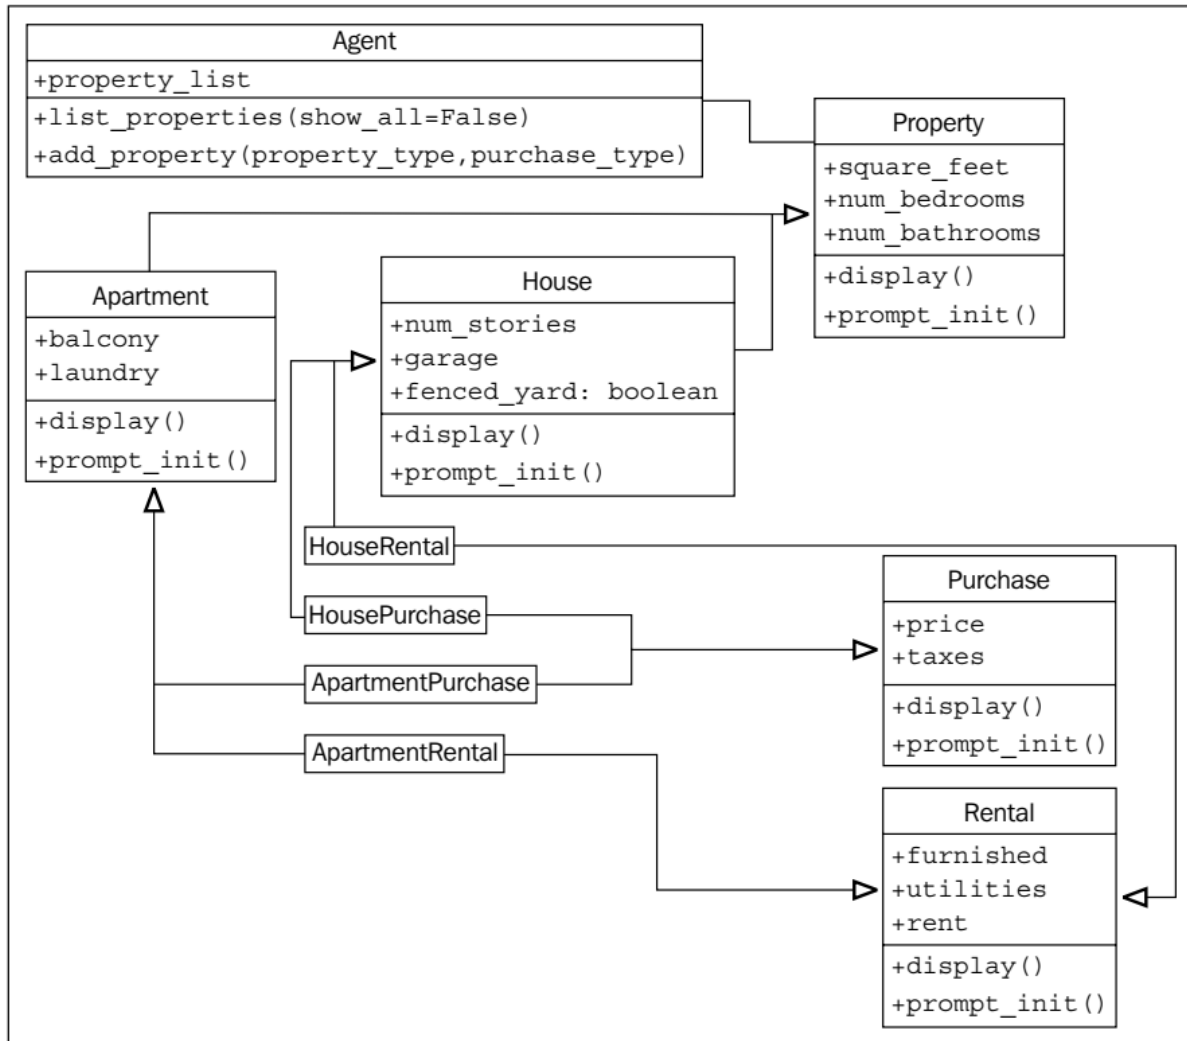 Agent
+property_list
+list_properties(show_all=False)
+add_property(property_type,purchase_type)
Property
+square_feet
+num_bedrooms
+num_bathrooms
+display()
+prompt_init()
Apartment
+balcony
+laundry
+display()
+prompt_init()
House
+num_stories
+garage
+fenced_yard: boolean
+display()
+prompt_init()
HouseRental
HousePurchase
ApartmentPurchase
ApartmentRental
Purchase
+price
+taxes
+display()
+prompt_init()
Rental
+furnished
+utilities
+rent
+display()
+prompt_init()